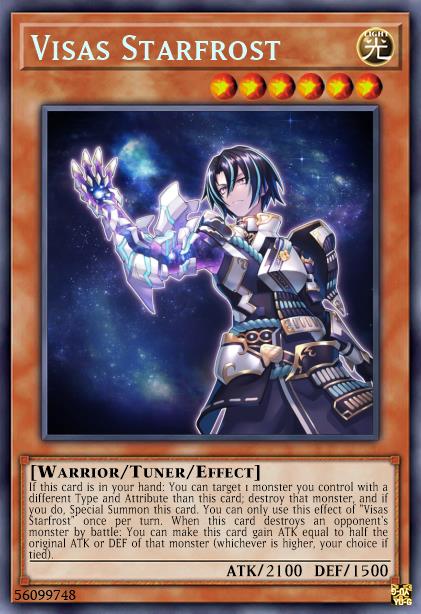 VISAS STARFROST
LIGHT
光
[WARRIOR/TUNER/EFFECT]
If this card is in your hand: You can target 1 monster you control with a
different Type and Attribute than this card; destroy that monster, and if
you do, Special Summon this card. You can only use this effect of "Visas
Starfrost" once per turn. When this card destroys an opponent's
monster by battle: You can make this card gain ATK equal to half the
original ATK or DEF of that monster (whichever is higher, your choice if
tied).
ATK/2100 DEF/1500
56099748